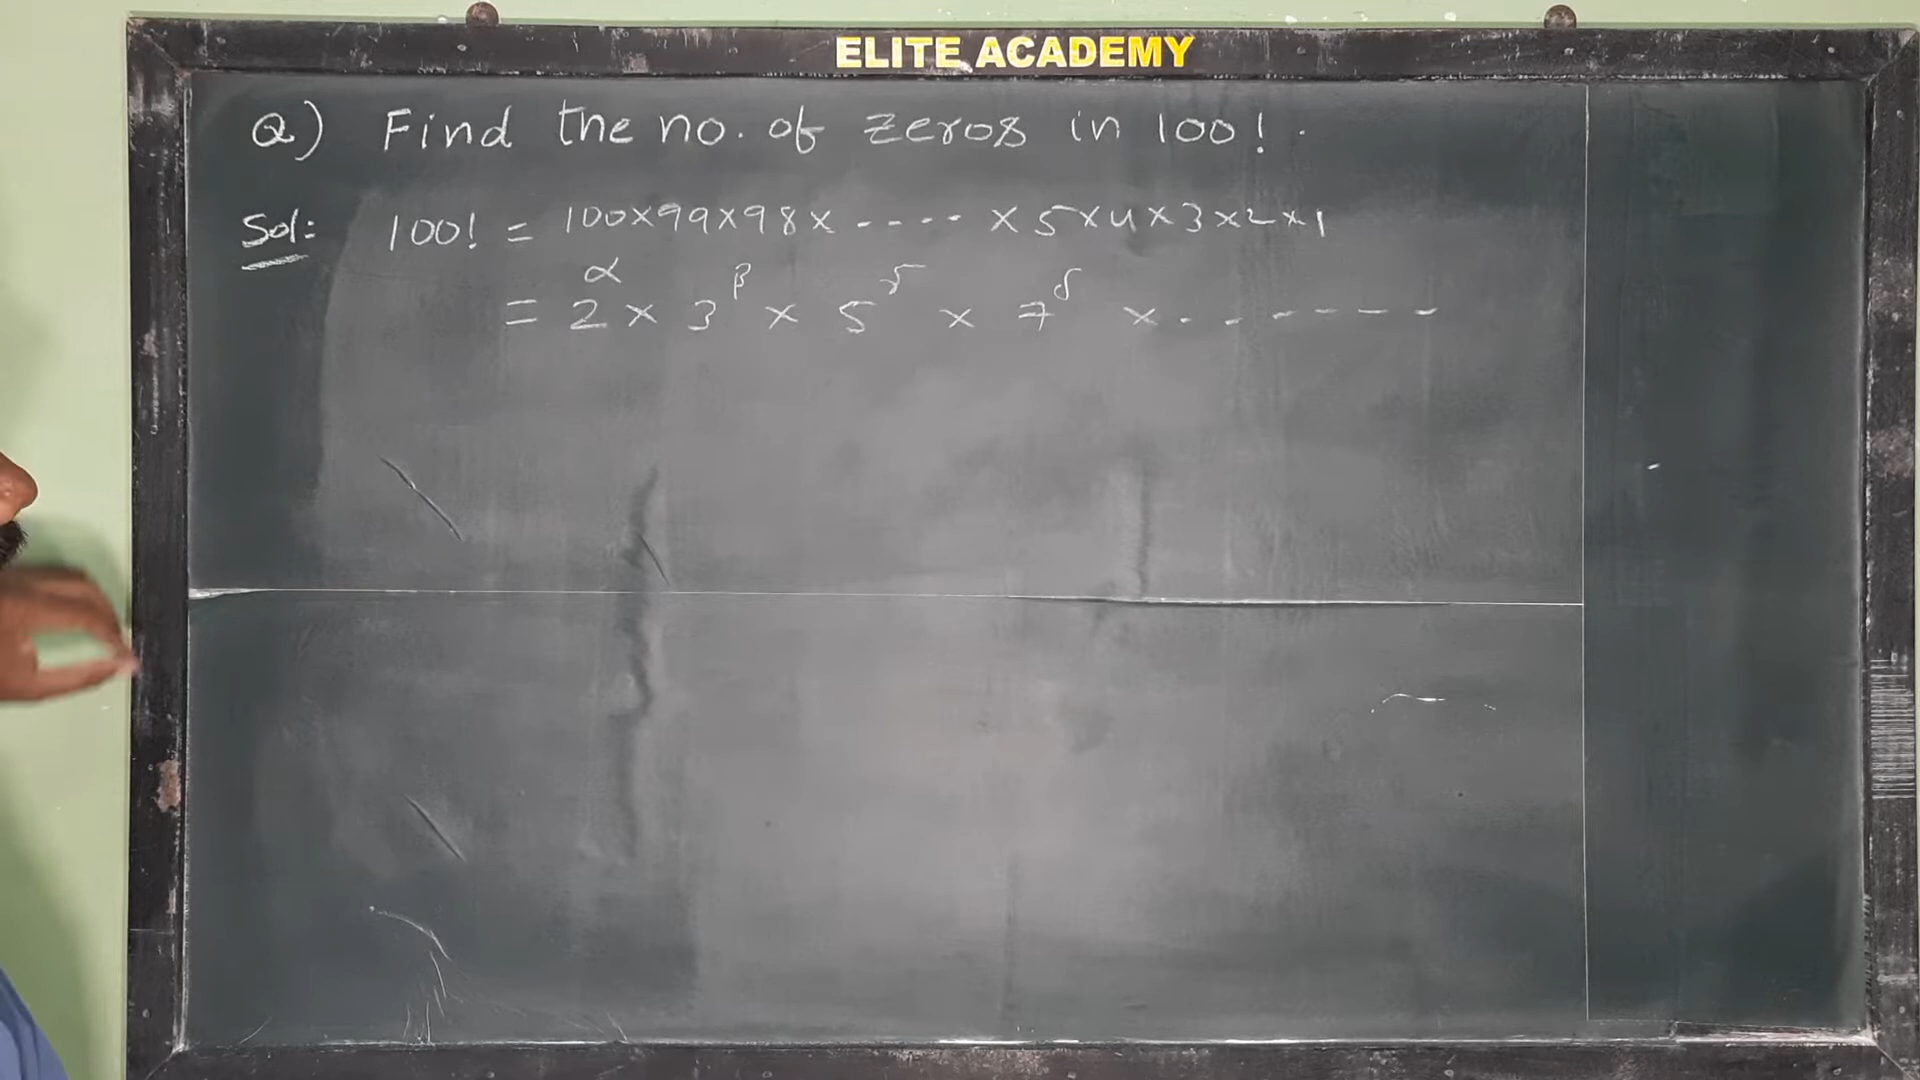 ELITE ACADEMY
Q) Find the no. of zeros in 100! .
Sol: 100! = 100×99×98× ---- ×5×4×3×2×1
= 2^α × 3^β × 5^γ × 7^δ × . - - - - - -